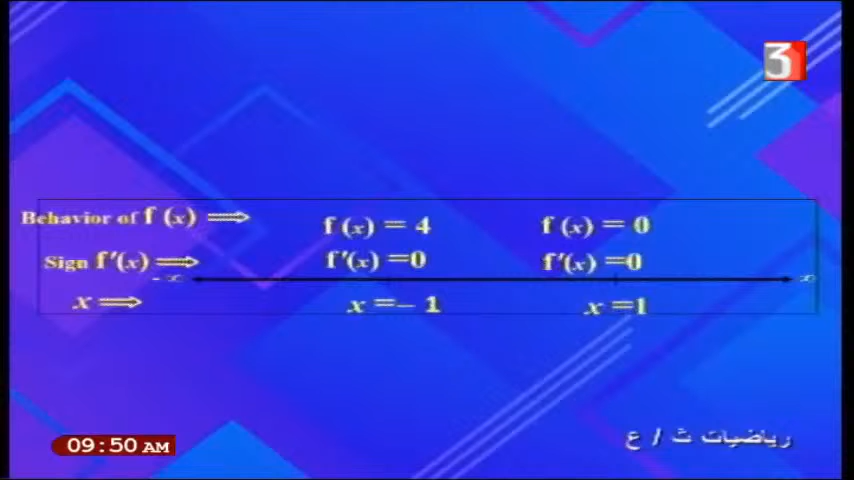 3
Behavior of f (x) ⟹ f (x) = 4 f (x) = 0
Sign f′(x) ⟹ f′(x) =0 f′(x) =0
- ∞ ∞
x ⟹ x =– 1 x =1
رياضيات ث / ع
09:50 AM